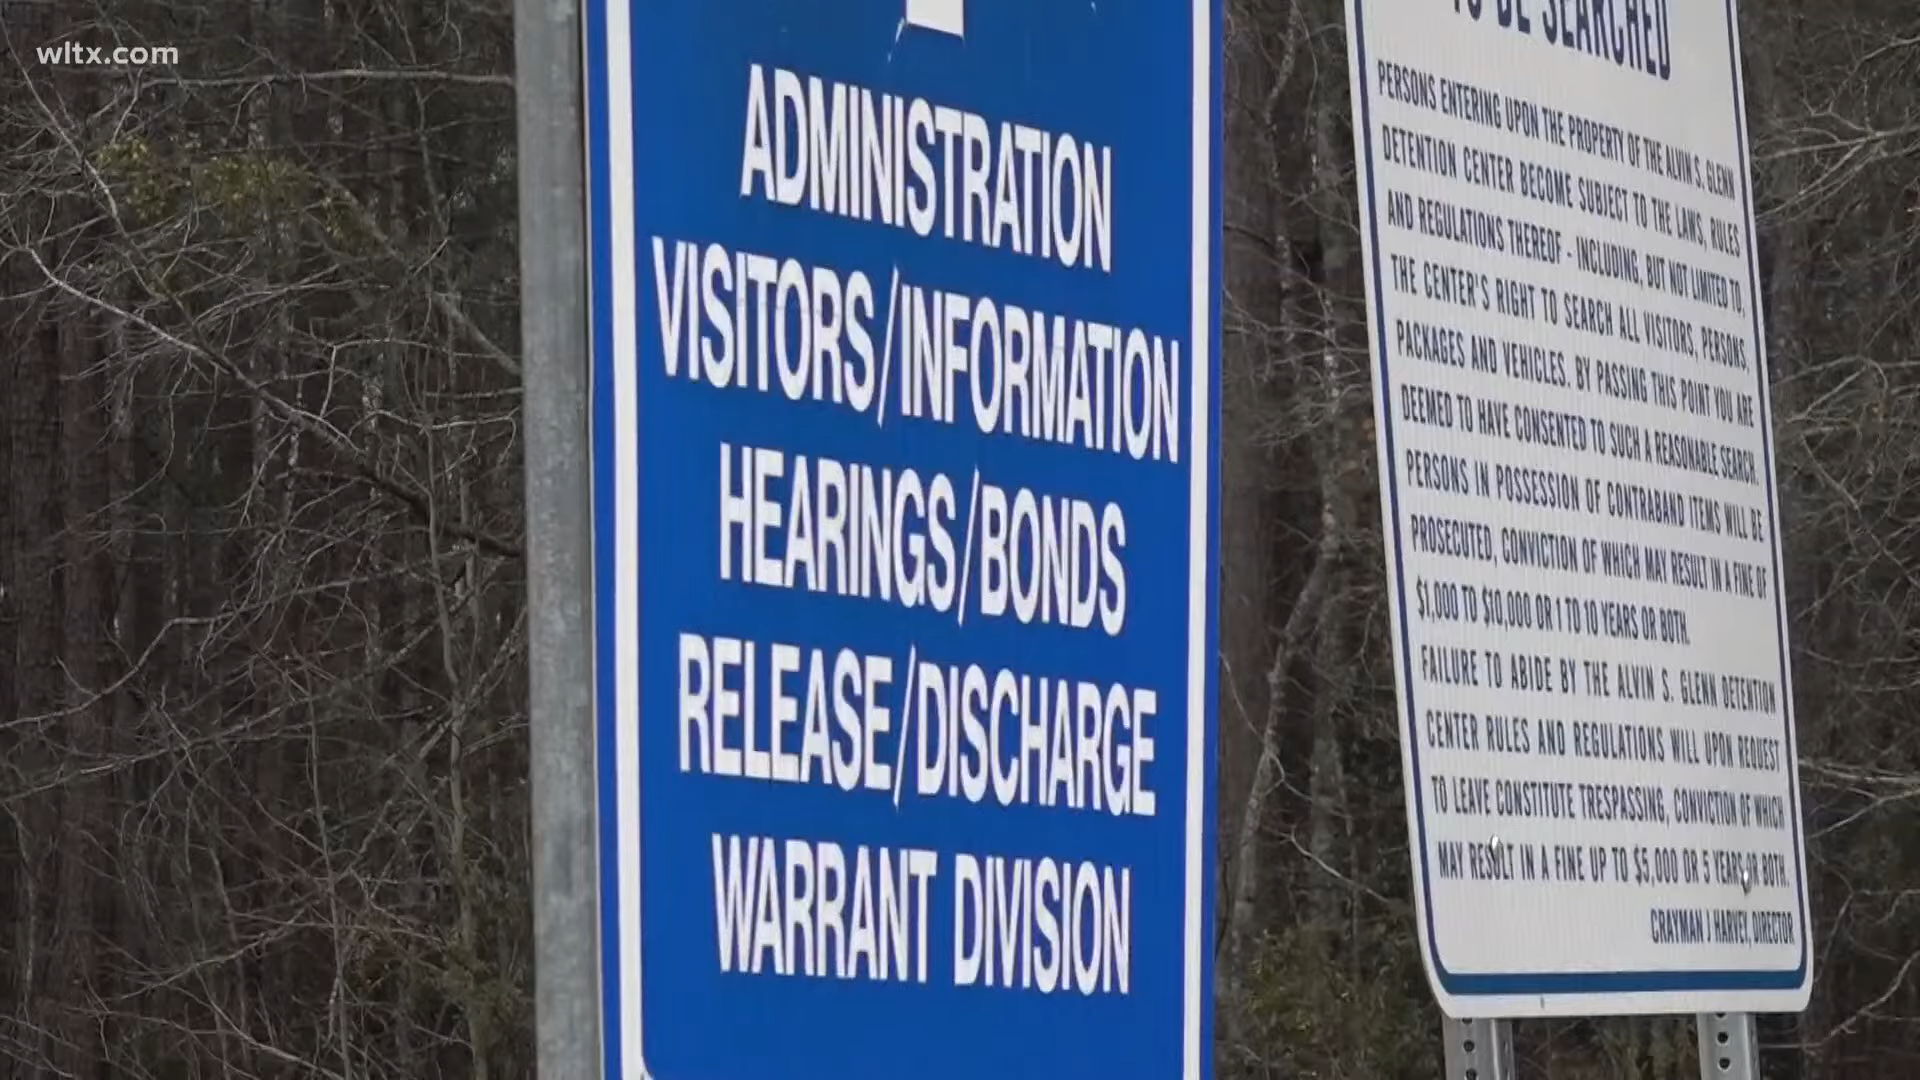 wltx.com
ADMINISTRATION
VISITORS/INFORMATION
HEARINGS/BONDS
RELEASE/DISCHARGE
WARRANT DIVISION
TO BE SEARCHED
PERSONS ENTERING UPON THE PROPERTY OF THE ALVIN S. GLENN
DETENTION CENTER BECOME SUBJECT TO THE LAWS, RULES
AND REGULATIONS THEREOF - INCLUDING, BUT NOT LIMITED TO,
THE CENTER'S RIGHT TO SEARCH ALL VISITORS, PERSONS,
PACKAGES AND VEHICLES. BY PASSING THIS POINT YOU ARE
DEEMED TO HAVE CONSENTED TO SUCH A REASONABLE SEARCH.
PERSONS IN POSSESSION OF CONTRABAND ITEMS WILL BE
PROSECUTED, CONVICTION OF WHICH MAY RESULT IN A FINE OF
$1,000 TO $10,000 OR 1 TO 10 YEARS OR BOTH.
FAILURE TO ABIDE BY THE ALVIN S. GLENN DETENTION
CENTER RULES AND REGULATIONS WILL UPON REQUEST
TO LEAVE CONSTITUTE TRESPASSING, CONVICTION OF WHICH
MAY RESULT IN A FINE UP TO $5,000 OR 5 YEARS OR BOTH.
CRAYMAN J HARVEY, DIRECTOR